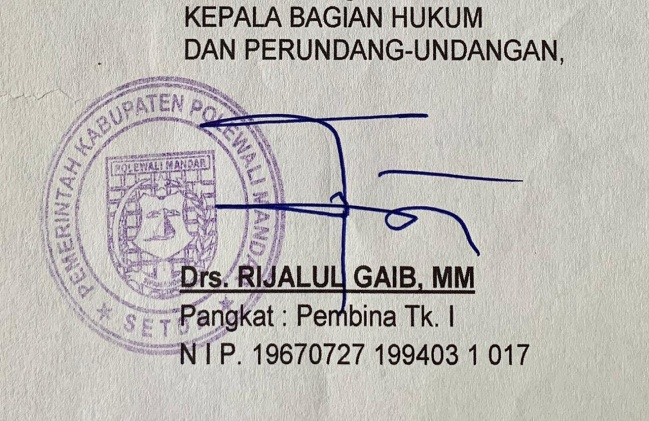 KEPALA BAGIAN HUKUM
DAN PERUNDANG-UNDANGAN,
PEMERINTAH KABUPATEN POLEWALI MANDAR
POLEWALI MANDAR
Drs. RIJALUL GAIB, MM
Pangkat : Pembina Tk. I
NIP. 19670727 199403 1 017